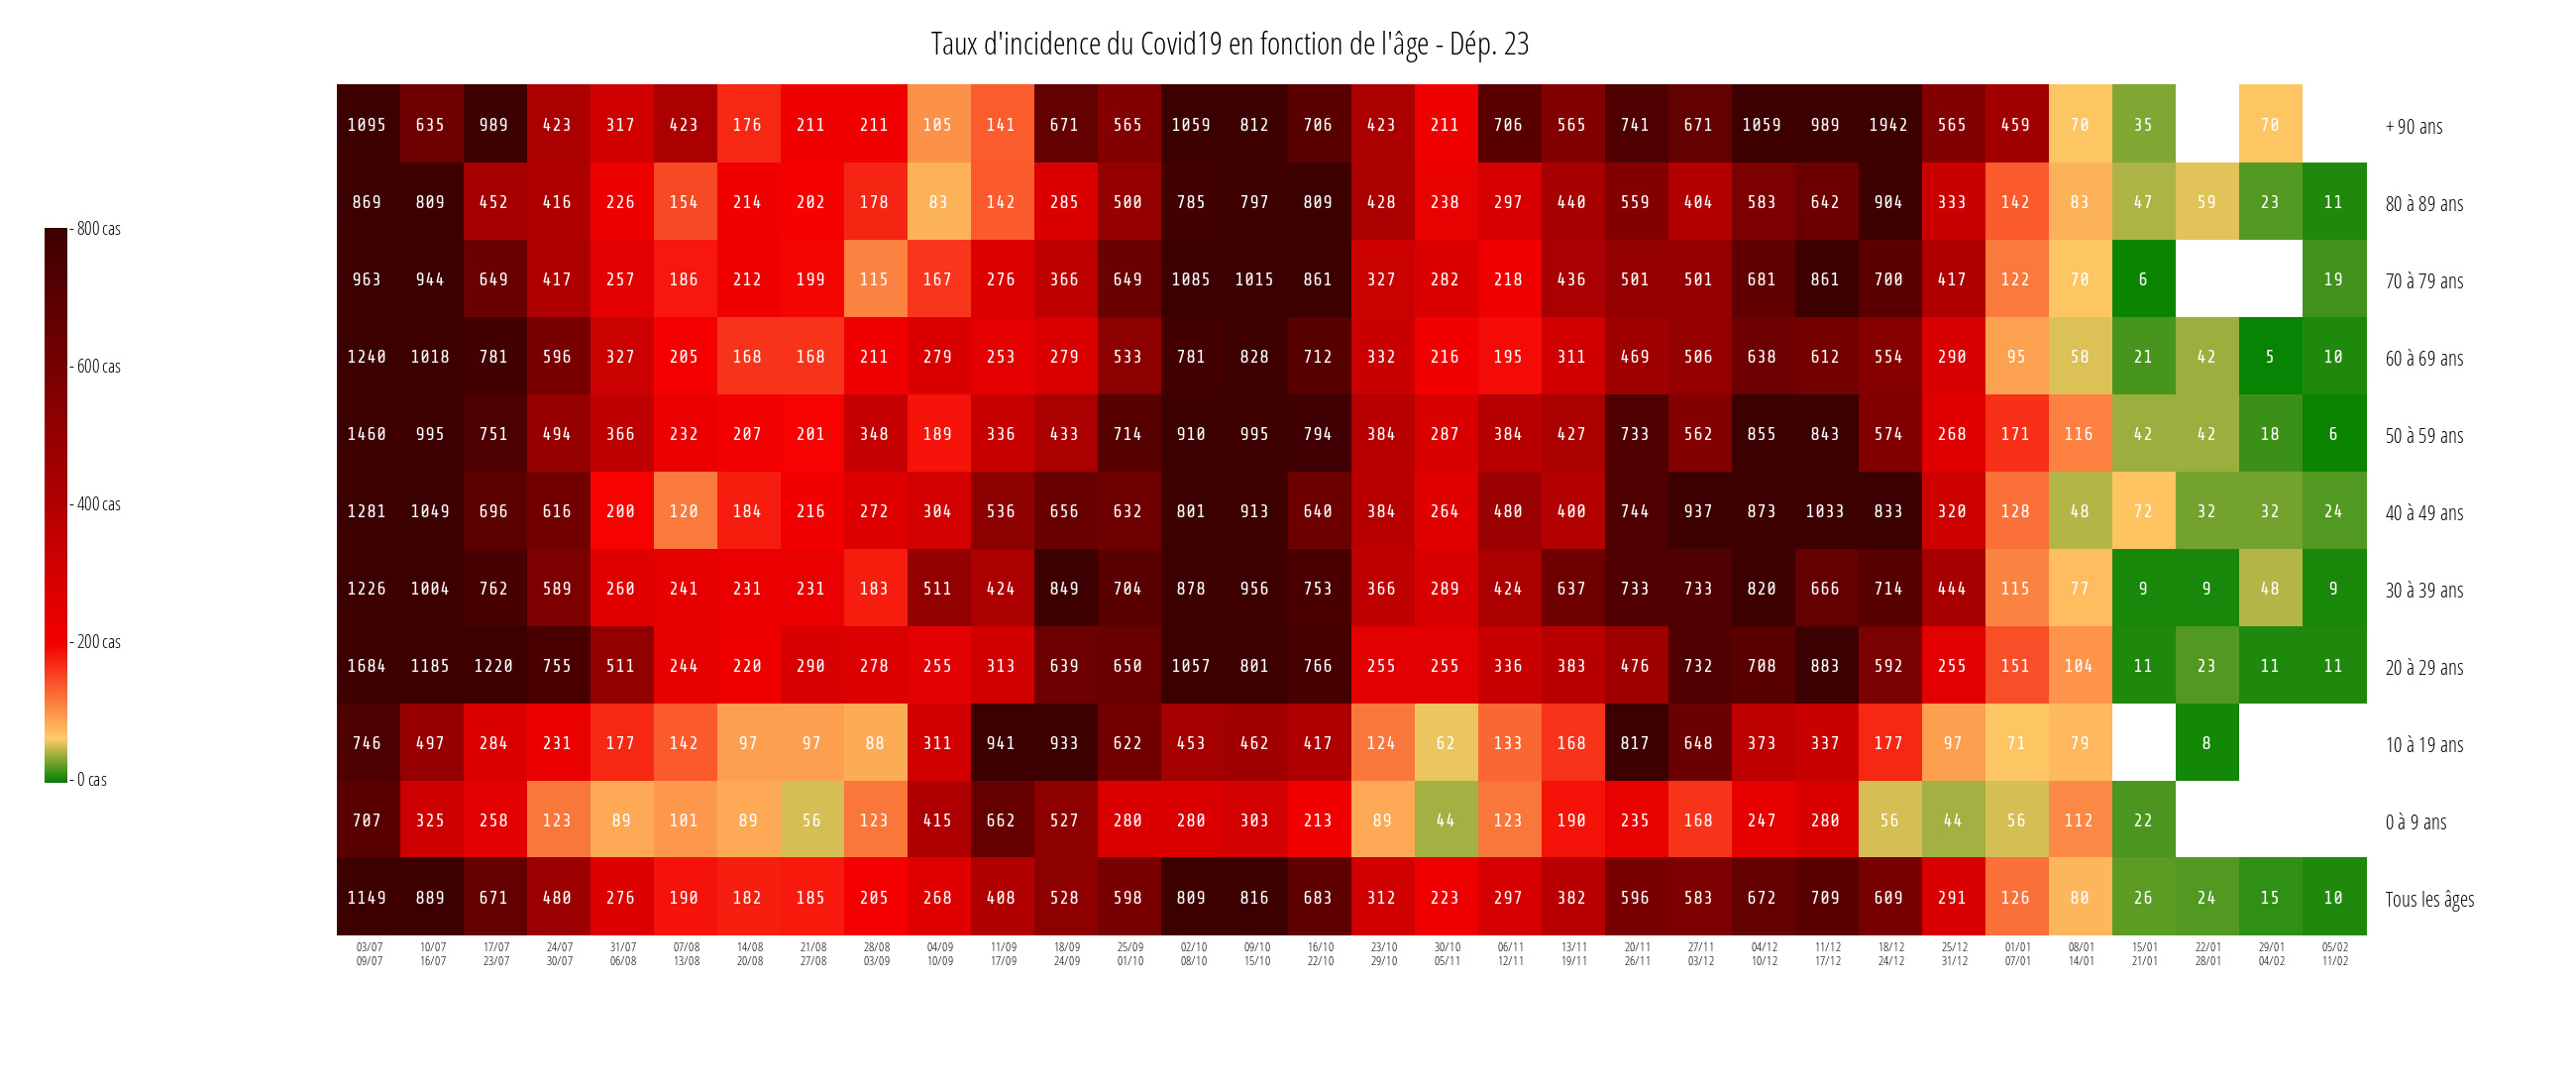 Taux d'incidence du Covid19 en fonction de l'âge - Dép. 23
1095 635 989 423 317 423 176 211 211 105 141 671 565 1059 812 706 423 211 706 565 741 671 1059 989 1942 565 459 70 35 70 + 90 ans
869 809 452 416 226 154 214 202 178 83 142 285 500 785 797 809 428 238 297 440 559 404 583 642 904 333 142 83 47 59 23 11 80 à 89 ans
- 800 cas
963 944 649 417 257 186 212 199 115 167 276 366 649 1085 1015 861 327 282 218 436 501 501 681 861 700 417 122 70 6 19 70 à 79 ans
1240 1018 781 596 327 205 168 168 211 279 253 279 533 781 828 712 332 216 195 311 469 506 638 612 554 290 95 58 21 42 5 10 60 à 69 ans
- 600 cas
1460 995 751 494 366 232 207 201 348 189 336 433 714 910 995 794 384 287 384 427 733 562 855 843 574 268 171 116 42 42 18 6 50 à 59 ans
- 400 cas
1281 1049 696 616 200 120 184 216 272 304 536 656 632 801 913 640 384 264 480 400 744 937 873 1033 833 320 128 48 72 32 32 24 40 à 49 ans
1226 1004 762 589 260 241 231 231 183 511 424 849 704 878 956 753 366 289 424 637 733 733 820 666 714 444 115 77 9 9 48 9 30 à 39 ans
- 200 cas
1684 1185 1220 755 511 244 220 290 278 255 313 639 650 1057 801 766 255 255 336 383 476 732 708 883 592 255 151 104 11 23 11 11 20 à 29 ans
746 497 284 231 177 142 97 97 88 311 941 933 622 453 462 417 124 62 133 168 817 648 373 337 177 97 71 79 8 10 à 19 ans
- 0 cas
707 325 258 123 89 101 89 56 123 415 662 527 280 280 303 213 89 44 123 190 235 168 247 280 56 44 56 112 22 0 à 9 ans
1149 889 671 480 276 190 182 185 205 268 408 528 598 809 816 683 312 223 297 382 596 583 672 709 609 291 126 80 26 24 15 10 Tous les âges
03/07 10/07 17/07 24/07 31/07 07/08 14/08 21/08 28/08 04/09 11/09 18/09 25/09 02/10 09/10 16/10 23/10 30/10 06/11 13/11 20/11 27/11 04/12 11/12 18/12 25/12 01/01 08/01 15/01 22/01 29/01 05/02
09/07 16/07 23/07 30/07 06/08 13/08 20/08 27/08 03/09 10/09 17/09 24/09 01/10 08/10 15/10 22/10 29/10 05/11 12/11 19/11 26/11 03/12 10/12 17/12 24/12 31/12 07/01 14/01 21/01 28/01 04/02 11/02